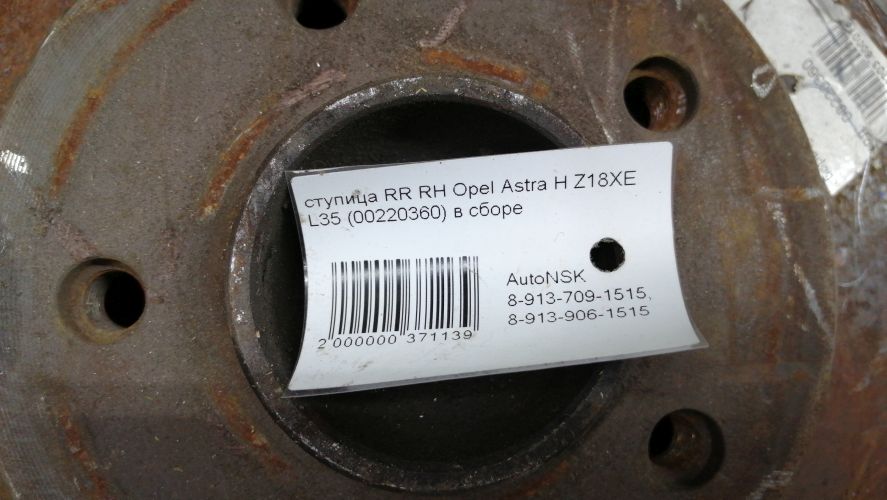 ступица RR RH Opel Astra H Z18XE
L35 (00220360) в сборе
AutoNSK
8-913-709-1515,
8-913-906-1515
2 000000 371139